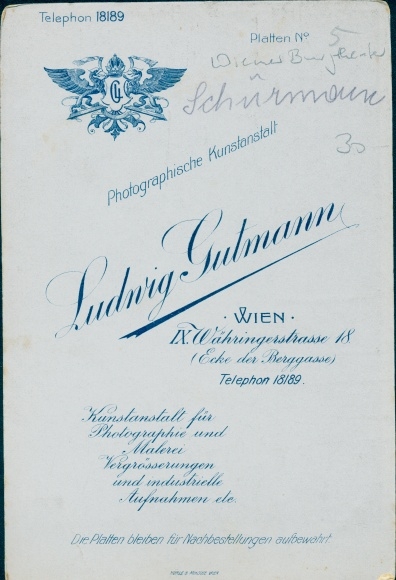 Telephon 18189
Platten No 5
Wiener Burgtheater
Schürmann
30-
Photographische Kunstanstalt
Ludwig Gutmann
· WIEN ·
IX. Währingerstrasse 18
(Ecke der Berggasse)
Telephon 18189.
Kunstanstalt für
Photographie und
Malerei
Vergrösserungen
und industrielle
Aufnahmen etc.
Die Platten bleiben für Nachbestellungen aufbewahrt.